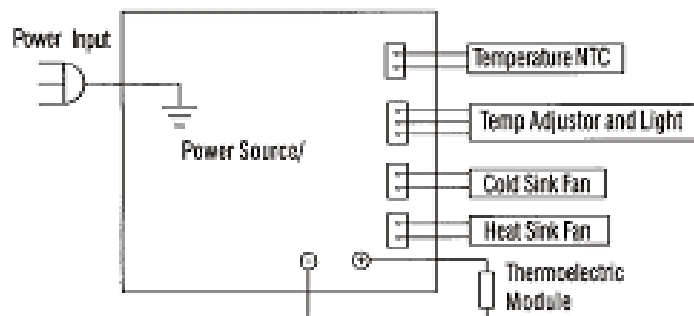 Power Input
Temperature NTC
Temp Adjustor and Light
Power Source/
Cold Sink Fan
Heat Sink Fan
Thermoelectric
Module